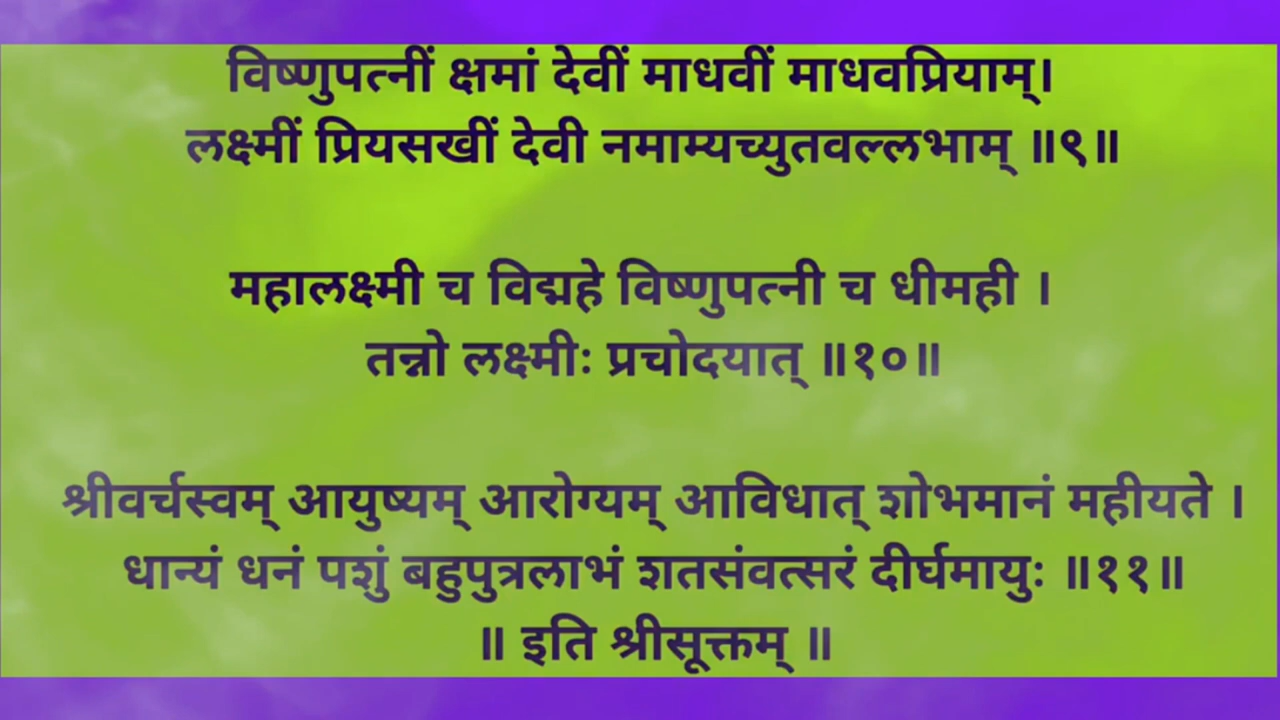 विष्णुपत्नीं क्षमां देवीं माधवीं माधवप्रियाम्।
लक्ष्मीं प्रियसखीं देवी नमाम्यच्युतवल्लभाम् ॥९॥
महालक्ष्मी च विद्महे विष्णुपत्नी च धीमही ।
तन्नो लक्ष्मीः प्रचोदयात् ॥१०॥
श्रीवर्चस्वम् आयुष्यम् आरोग्यम् आविधात् शोभमानं महीयते ।
धान्यं धनं पशुं बहुपुत्रलाभं शतसंवत्सरं दीर्घमायुः ॥११॥
॥ इति श्रीसूक्तम् ॥